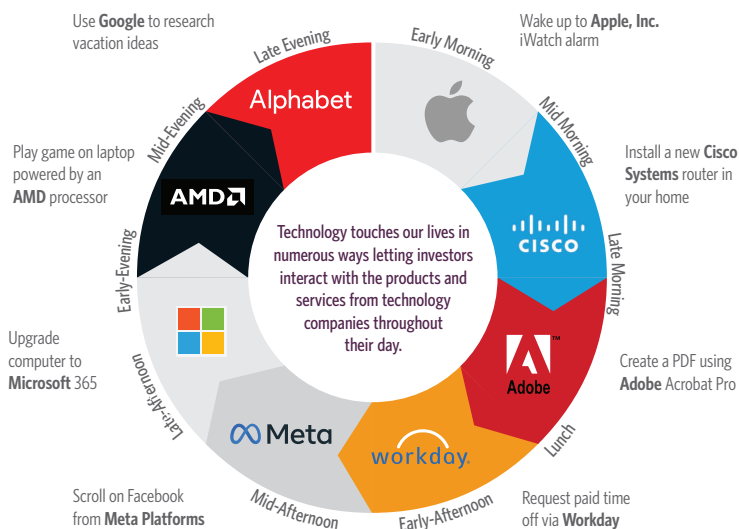 Use Google to research
vacation ideas
Wake up to Apple, Inc.
iWatch alarm
Late Evening
Early Morning
Alphabet
Mid-Evening
Mid Morning
Play game on laptop
powered by an
AMD processor
AMD
Install a new Cisco
Systems router in
your home
CISCO
Technology touches our lives in
numerous ways letting investors
interact with the products and
services from technology
companies throughout
their day.
Early-Evening
Late Morning
Upgrade
computer to
Microsoft 365
Adobe™
Create a PDF using
Adobe Acrobat Pro
Late-Afternoon
Lunch
Meta
workday.
Scroll on Facebook
from Meta Platforms
Mid-Afternoon
Early-Afternoon
Request paid time
off via Workday